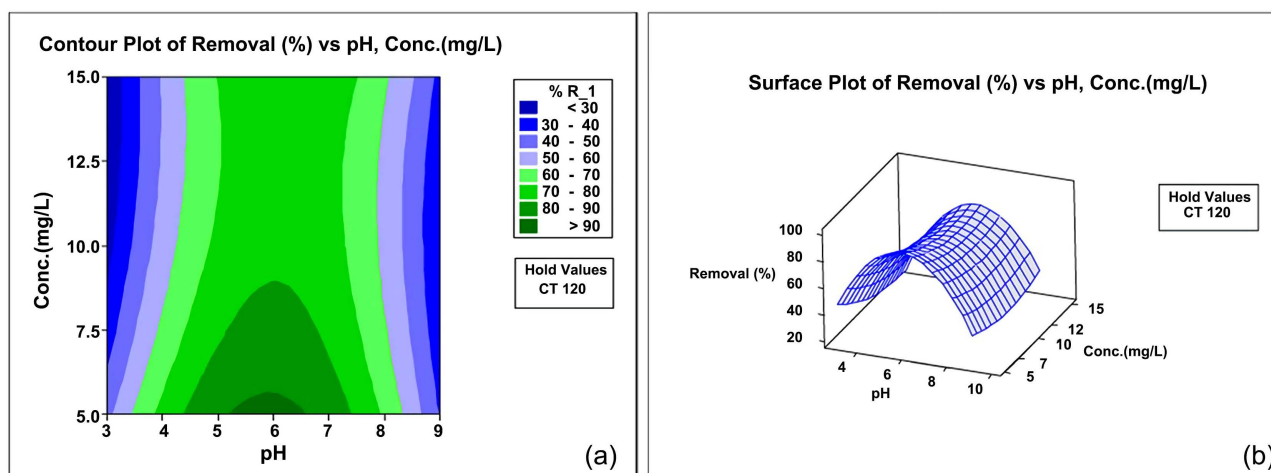 Contour Plot of Removal (%) vs pH, Conc.(mg/L)
15.0
12.5
10.0
7.5
5.0
Conc.(mg/L)
3 4 5 6 7 8 9
pH
% R_1
< 30
30 - 40
40 - 50
50 - 60
60 - 70
70 - 80
80 - 90
> 90
Hold Values
CT 120
(a)
Surface Plot of Removal (%) vs pH, Conc.(mg/L)
Hold Values
CT 120
Removal (%)
100
80
60
40
20
4 6 8 10
pH
5 7 10 12 15
Conc.(mg/L)
(b)